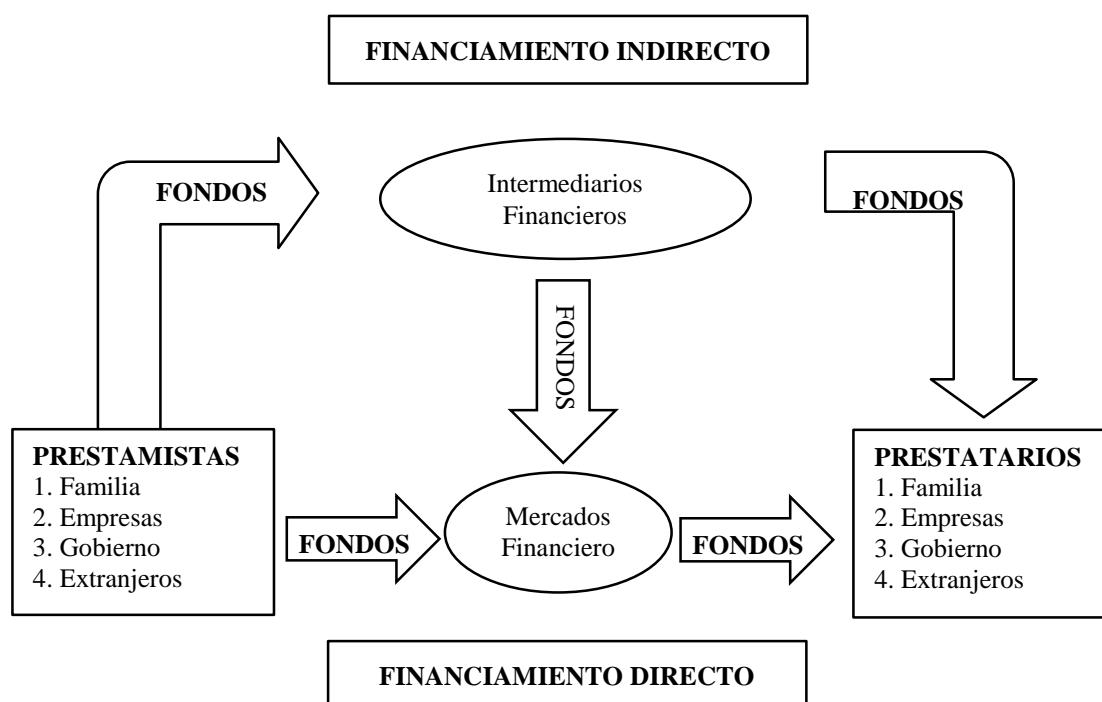 FINANCIAMIENTO INDIRECTO
FONDOS
Intermediarios
Financieros
FONDOS
FONDOS
PRESTAMISTAS
1. Familia
2. Empresas
3. Gobierno
4. Extranjeros
FONDOS
Mercados
Financiero
FONDOS
PRESTATARIOS
1. Familia
2. Empresas
3. Gobierno
4. Extranjeros
FINANCIAMIENTO DIRECTO